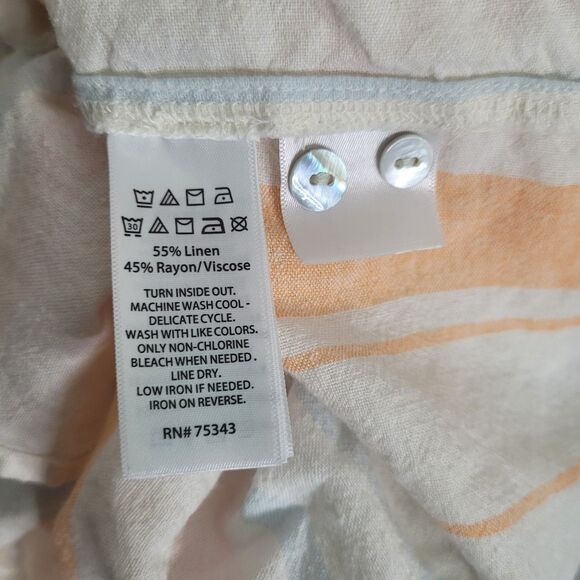 30
55% Linen
45% Rayon/Viscose
TURN INSIDE OUT.
MACHINE WASH COOL -
DELICATE CYCLE.
WASH WITH LIKE COLORS.
ONLY NON-CHLORINE
BLEACH WHEN NEEDED.
LINE DRY.
LOW IRON IF NEEDED.
IRON ON REVERSE.
RN# 75343